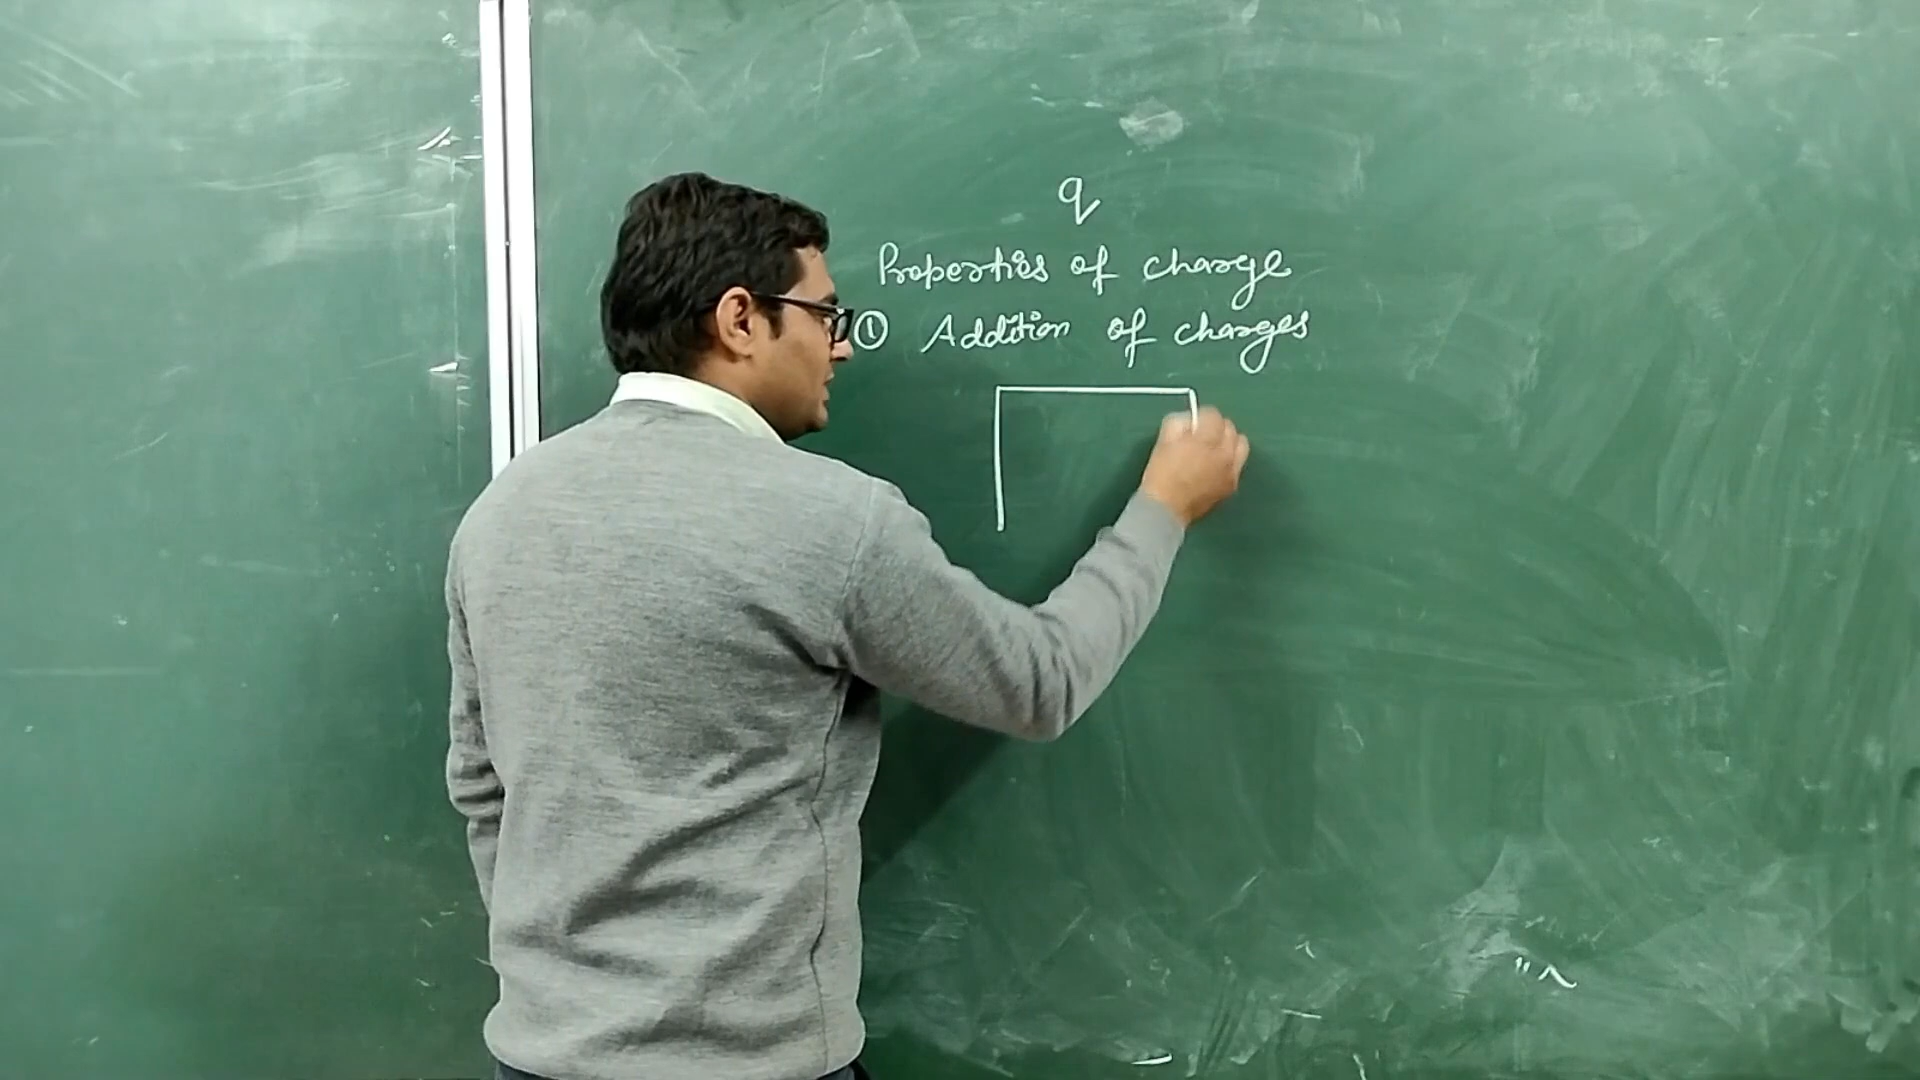 q
Properties of charge
① Addition of charges